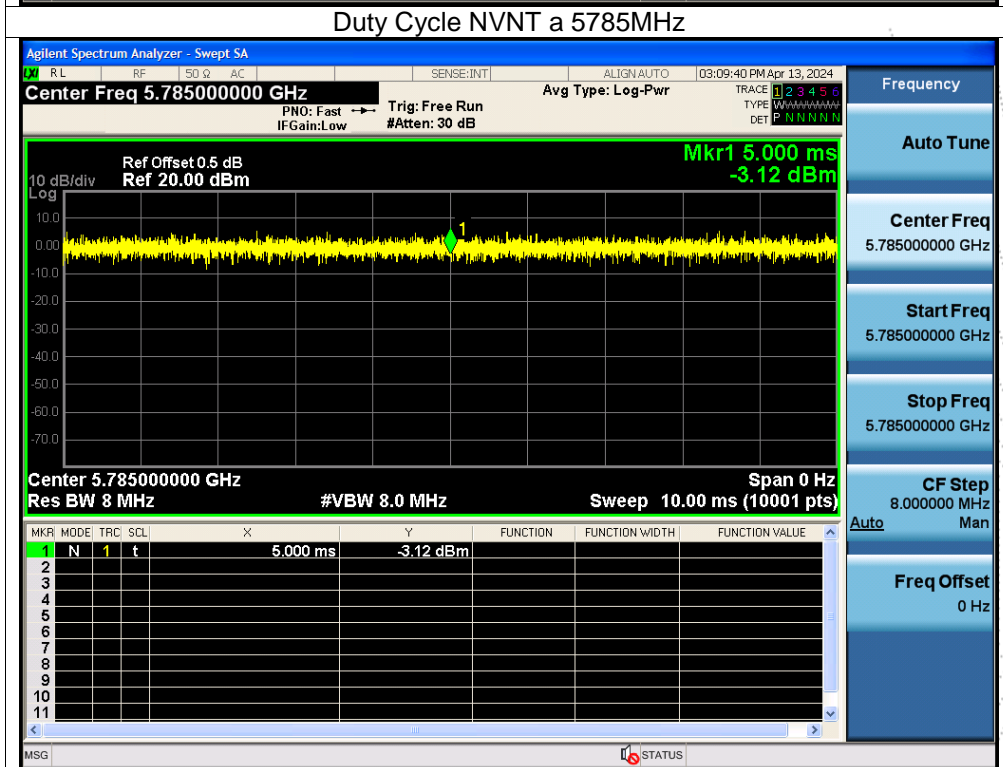 Duty Cycle NVNT a 5785MHz
Agilent Spectrum Analyzer - Swept SA
LXI RL RF 50 Ω AC SENSE:INT ALIGN AUTO 03:09:40 PM Apr 13, 2024
Center Freq 5.785000000 GHz Avg Type: Log-Pwr TRACE 1 2 3 4 5 6
PNO: Fast Trig: Free Run TYPE WWWWWW
IFGain:Low #Atten: 30 dB DET P N N N N N
Frequency
Auto Tune
Ref Offset 0.5 dB Mkr1 5.000 ms
10 dB/div Ref 20.00 dBm -3.12 dBm
Log
10.0
1
0.00
-10.0
-20.0
-30.0
-40.0
-50.0
-60.0
-70.0
Center 5.785000000 GHz Span 0 Hz
Res BW 8 MHz #VBW 8.0 MHz Sweep 10.00 ms (10001 pts)
Center Freq
5.785000000 GHz
Start Freq
5.785000000 GHz
Stop Freq
5.785000000 GHz
CF Step
8.000000 MHz
Auto Man
Freq Offset
0 Hz
MKR MODE TRC SCL X Y FUNCTION FUNCTION WIDTH FUNCTION VALUE
1 N 1 t 5.000 ms -3.12 dBm
2
3
4
5
6
7
8
9
10
11
MSG STATUS